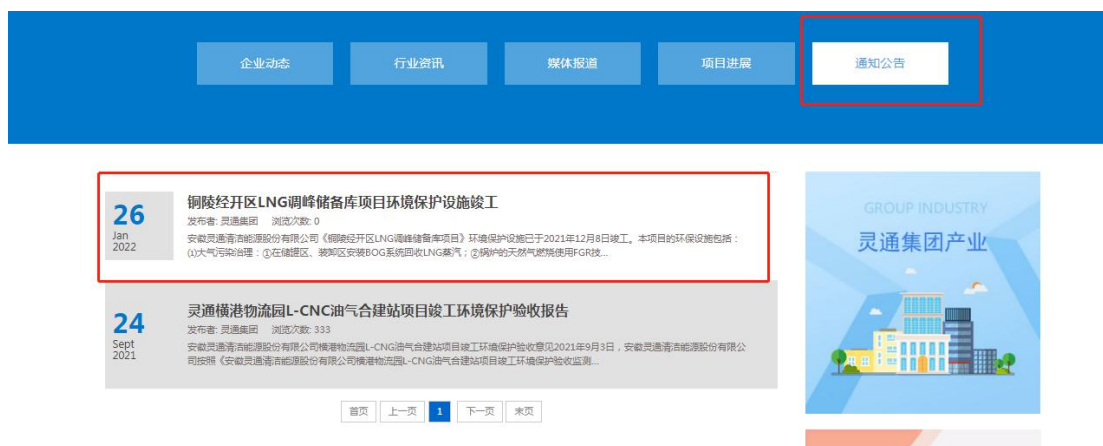 企业动态
行业资讯
媒体报道
项目进展
通知公告
26
Jan
2022
铜陵经开区LNG调峰储备库项目环境保护设施竣工
发布者: 灵通集团 浏览次数: 0
安徽灵通清洁能源股份有限公司《铜陵经开区LNG调峰储备库项目》环境保护设施已于2021年12月8日竣工。本项目的环保设施包括：
(1)大气污染治理：①在储罐区、装卸区安装BOG系统回收LNG蒸汽；②锅炉的天然气燃烧使用FGR技...
24
Sept
2021
灵通横港物流园L-CNC油气合建站项目竣工环境保护验收报告
发布者: 灵通集团 浏览次数: 333
安徽灵通清洁能源股份有限公司横港物流园L-CNG油气合建站项目竣工环境保护验收意见2021年9月3日，安徽灵通清洁能源股份有限公
司按照《安徽灵通清洁能源股份有限公司横港物流园L-CNG油气合建站项目竣工环境保护验收监测...
首页 上一页 1 下一页 末页
GROUP INDUSTRY
灵通集团产业